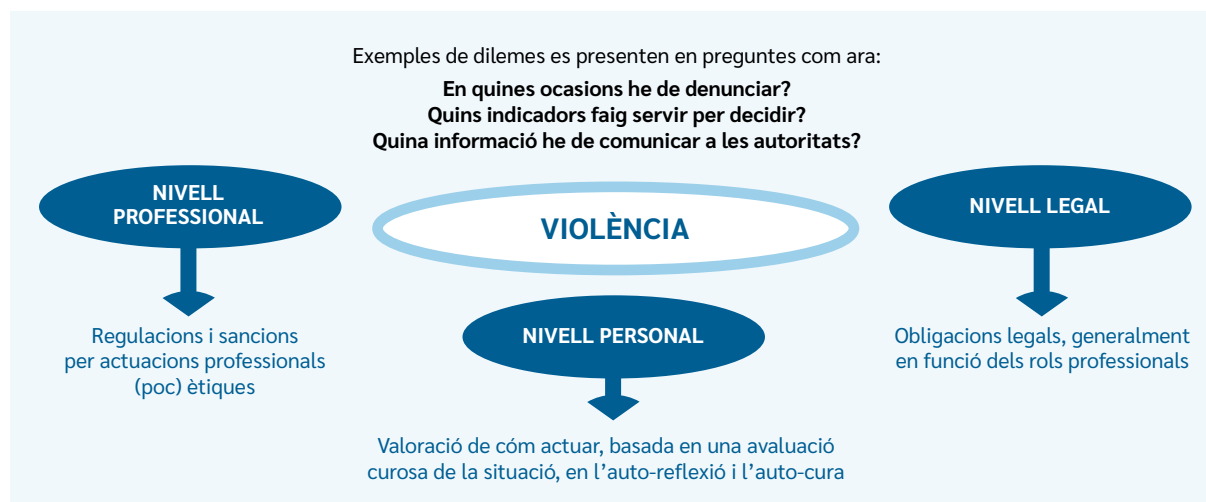 Exemples de dilemes es presenten en preguntes com ara:
En quines ocasions he de denunciar?
Quins indicadors faig servir per decidir?
Quina informació he de comunicar a les autoritats?
NIVELL
PROFESSIONAL
VIOLÈNCIA
NIVELL LEGAL
Regulacions i sancions
per actuacions professionals
(poc) ètiques
NIVELL PERSONAL
Obligacions legals, generalment
en funció dels rols professionals
Valoració de cóm actuar, basada en una avaluació
curosa de la situació, en l'auto-reflexió i l'auto-cura